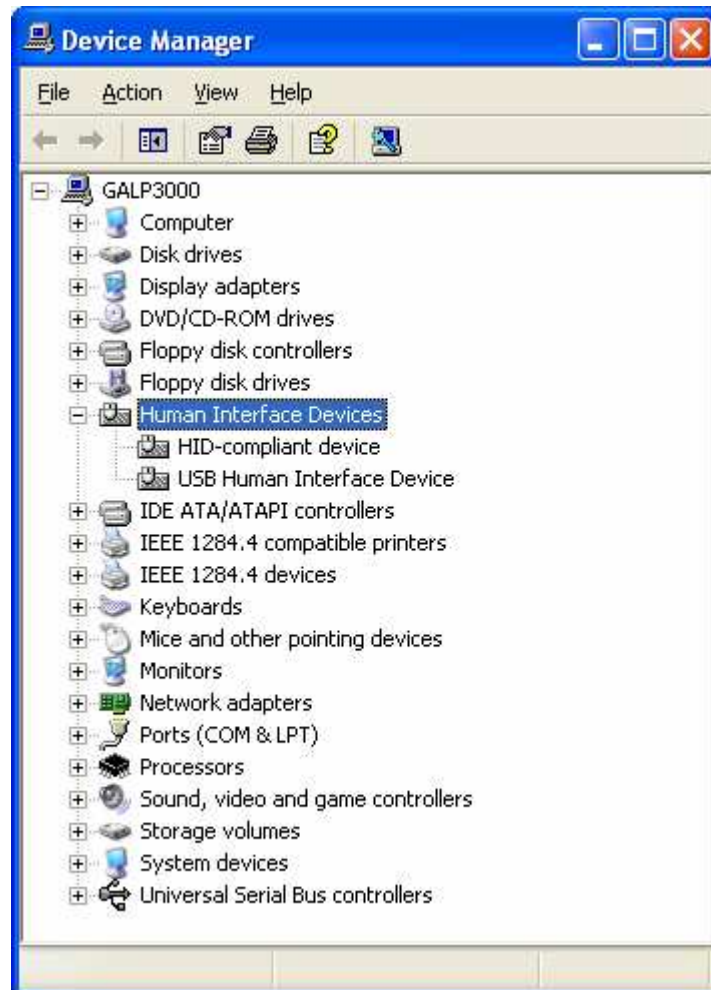 Device Manager
File Action View Help
GALP3000
Computer
Disk drives
Display adapters
DVD/CD-ROM drives
Floppy disk controllers
Floppy disk drives
Human Interface Devices
HID-compliant device
USB Human Interface Device
IDE ATA/ATAPI controllers
IEEE 1284.4 compatible printers
IEEE 1284.4 devices
Keyboards
Mice and other pointing devices
Monitors
Network adapters
Ports (COM & LPT)
Processors
Sound, video and game controllers
Storage volumes
System devices
Universal Serial Bus controllers